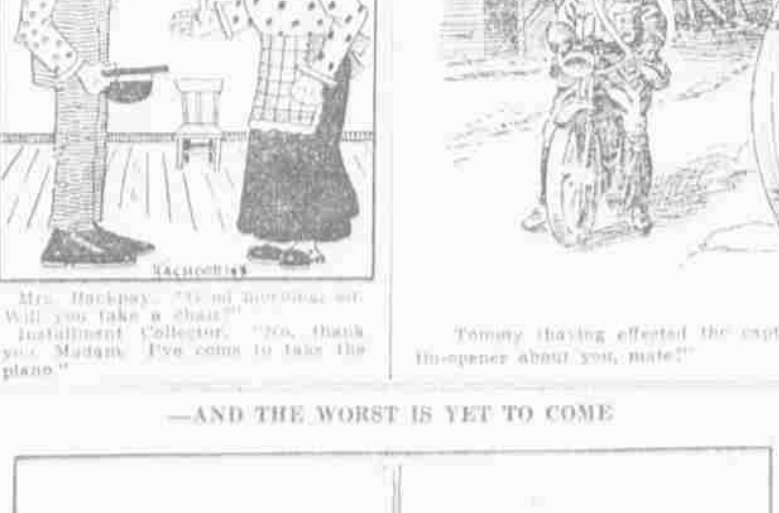 Mrs. Backpay. "Good morning, sir.
Will you take a chair?"
Installment Collector. "No, thank
you, Madam. I've come to take the
piano."
Tommy (having effected the capt
tin-opener about you, mate?"
—AND THE WORST IS YET TO COME